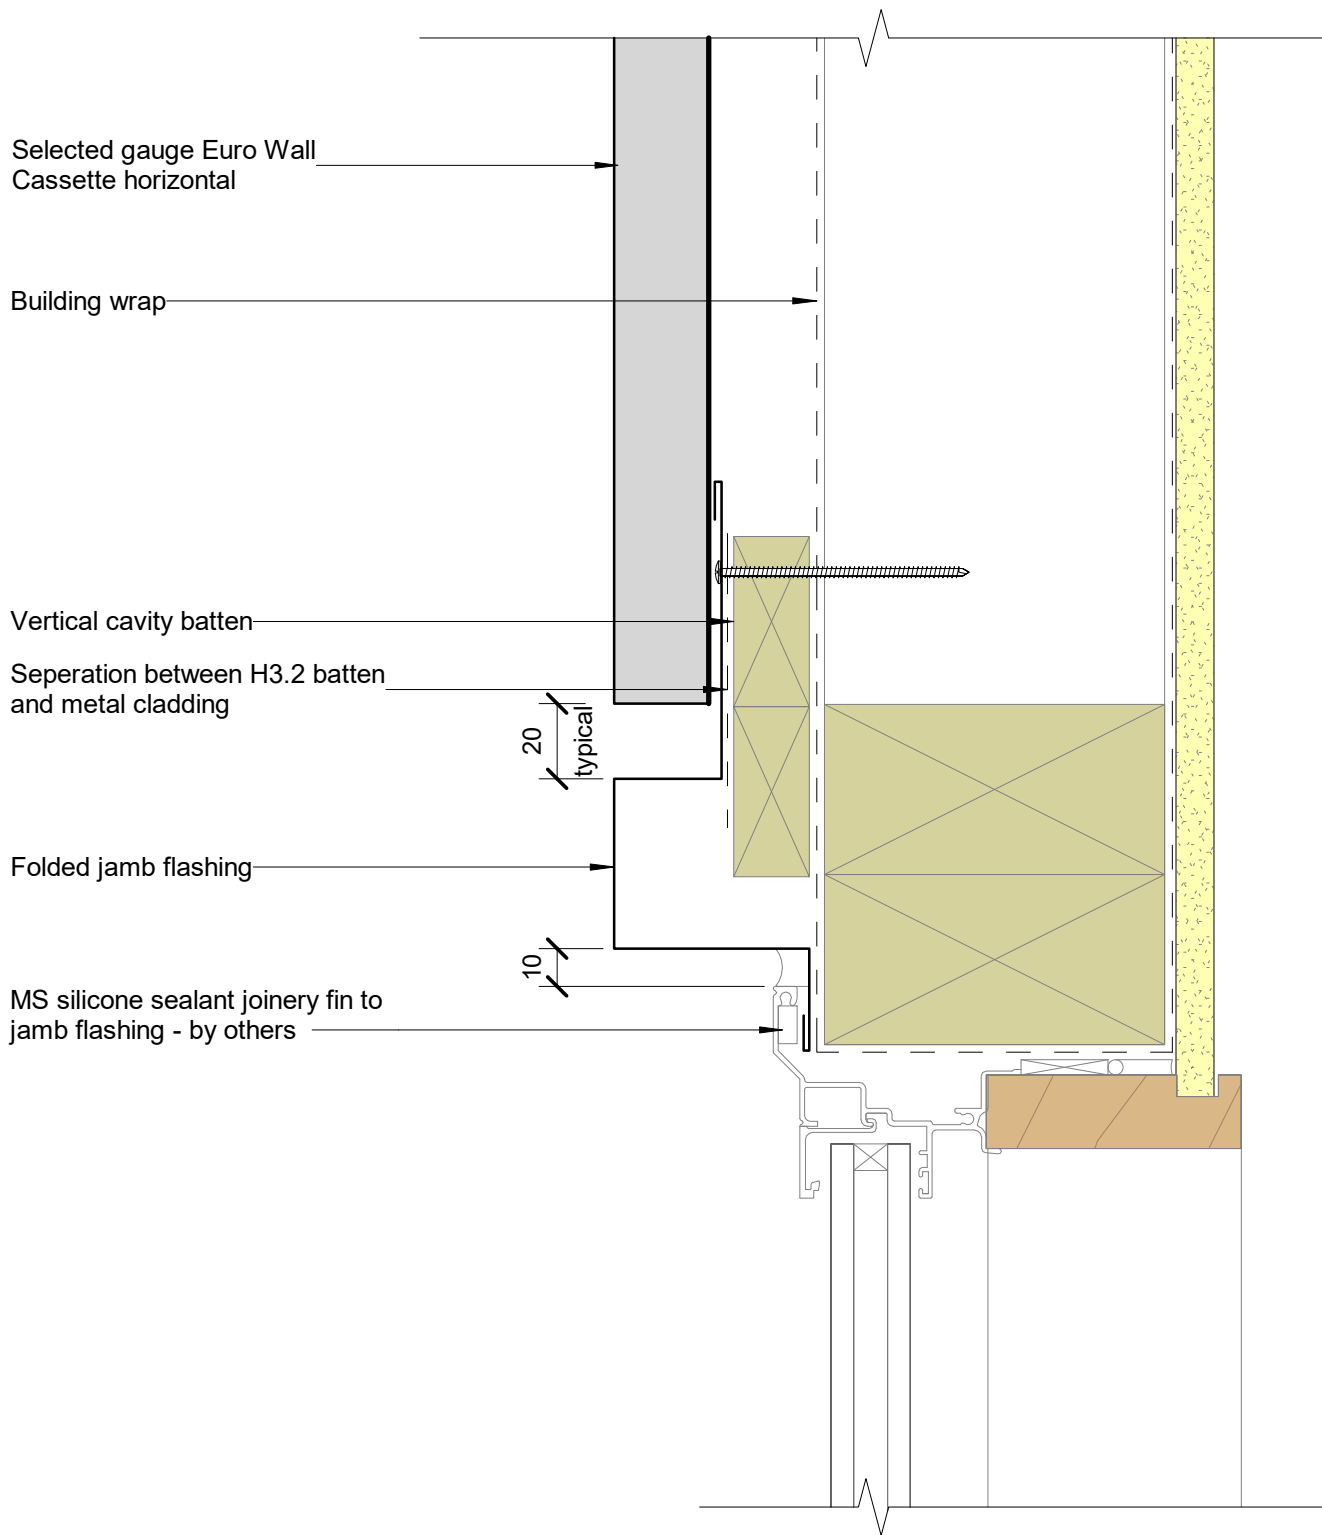 Selected gauge Euro Wall
Cassette horizontal
Building wrap
Vertical cavity batten
Seperation between H3.2 batten
and metal cladding
20
typical
Folded jamb flashing
10
MS silicone sealant joinery fin to
jamb flashing - by others